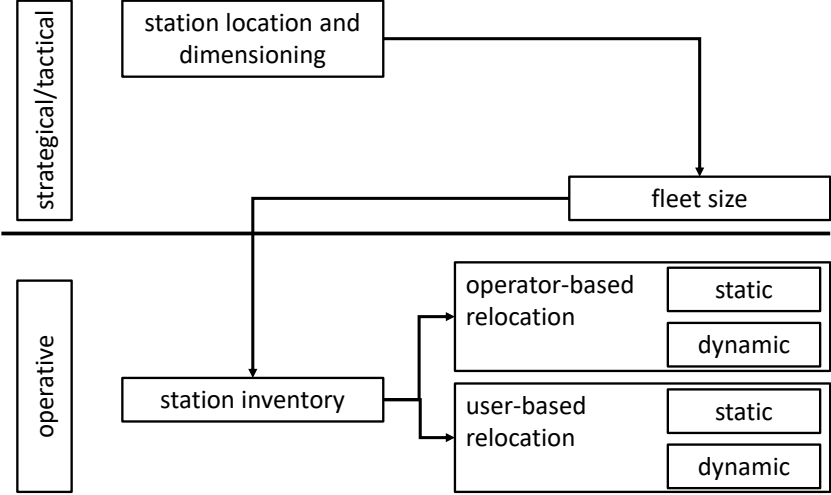 strategical/tactical
station location and
dimensioning
fleet size
operative
station inventory
operator-based
relocation
static
dynamic
user-based
relocation
static
dynamic